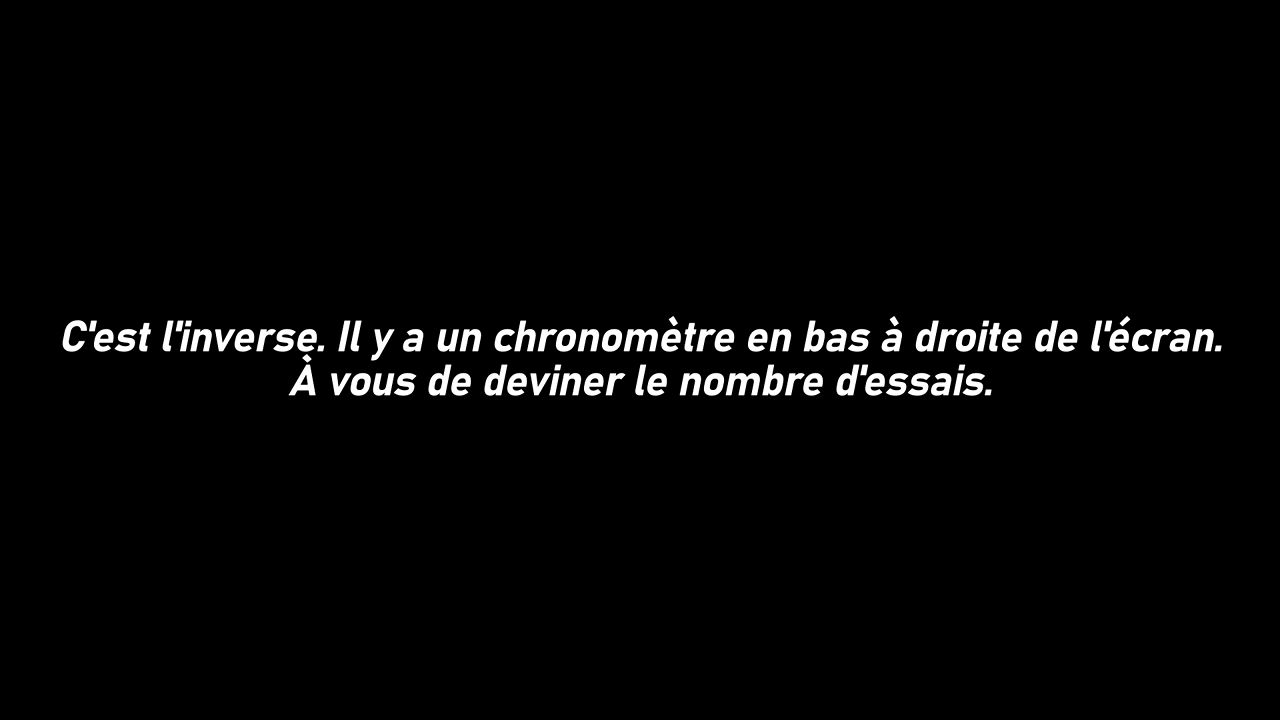 C'est l'inverse. Il y a un chronomètre en bas à droite de l'écran.
À vous de deviner le nombre d'essais.